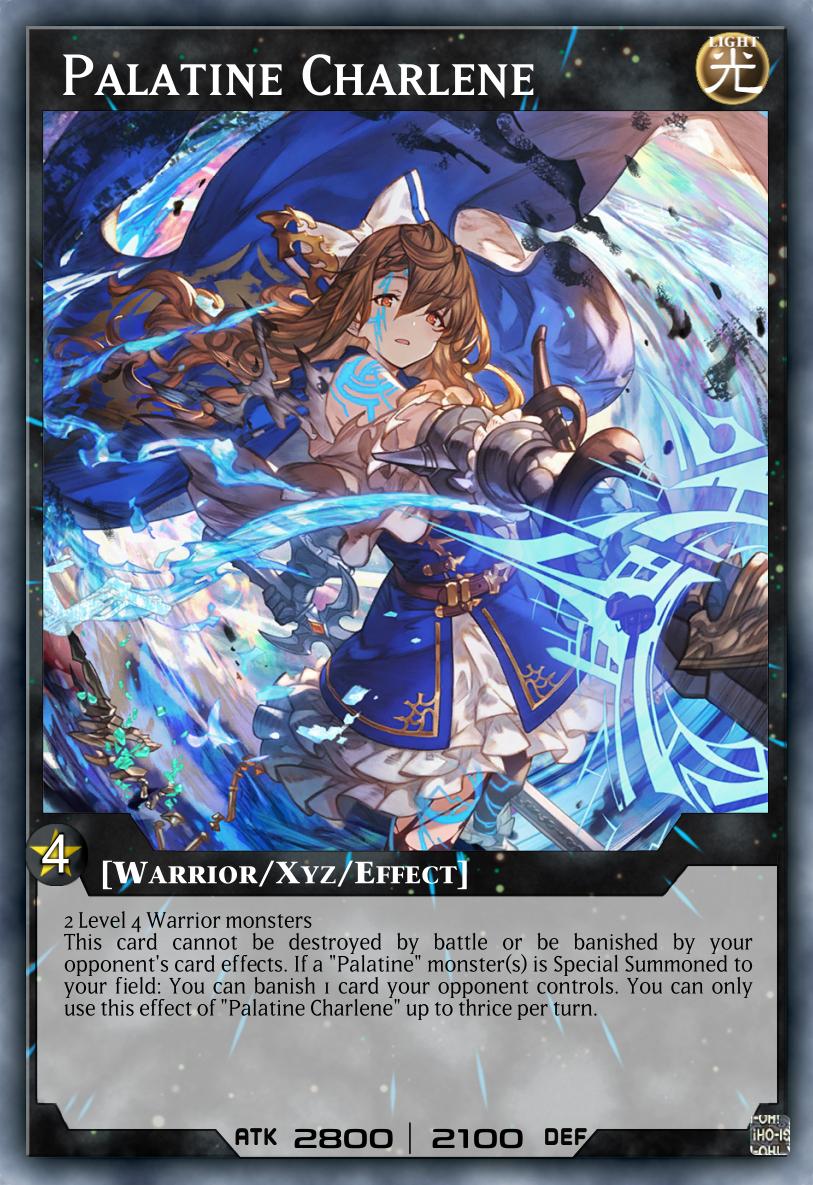 PALATINE CHARLENE
LIGHT
光
4
[WARRIOR/XYZ/EFFECT]
2 Level 4 Warrior monsters
This card cannot be destroyed by battle or be banished by your
opponent's card effects. If a "Palatine" monster(s) is Special Summoned to
your field: You can banish 1 card your opponent controls. You can only
use this effect of "Palatine Charlene" up to thrice per turn.
ATK 2800 | 2100 DEF